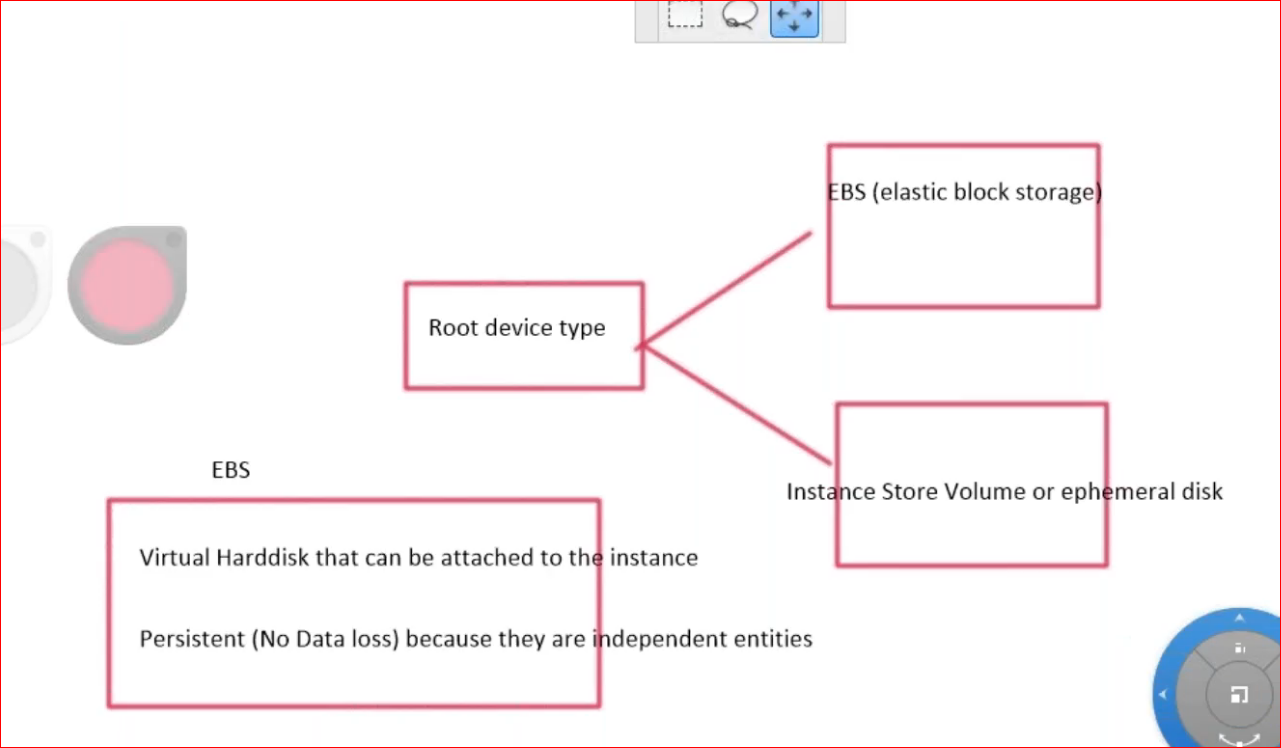 EBS (elastic block storage)
Root device type
Instance Store Volume or ephemeral disk
EBS
Virtual Harddisk that can be attached to the instance
Persistent (No Data loss) because they are independent entities